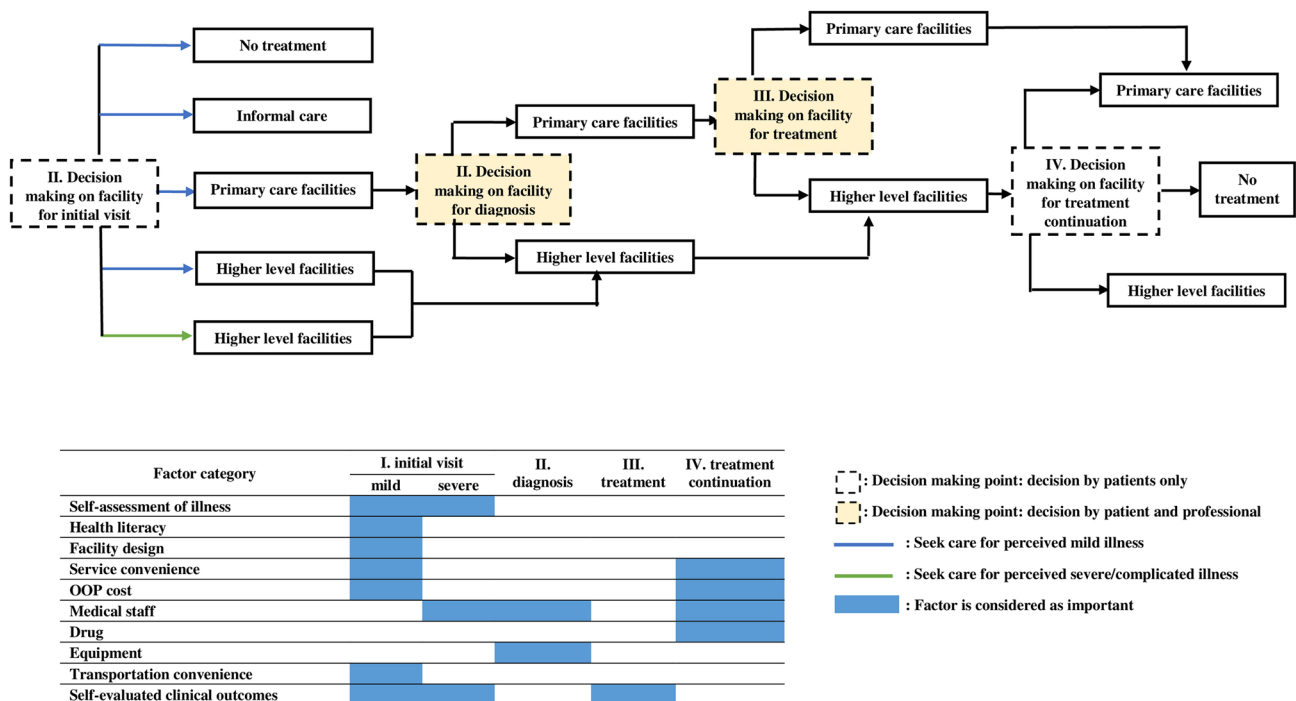 No treatment
Informal care
II. Decision
making on facility
for initial visit
Primary care facilities
Higher level facilities
Higher level facilities
II. Decision
making on facility
for diagnosis
Primary care facilities
Higher level facilities
III. Decision
making on facility
for treatment
Primary care facilities
Higher level facilities
IV. Decision
making on facility
for treatment
continuation
Primary care facilities
No
treatment
Higher level facilities
Factor category
I. initial visit
mild severe
II.
diagnosis
III.
treatment
IV. treatment
continuation
Self-assessment of illness
Health literacy
Facility design
Service convenience
OOP cost
Medical staff
Drug
Equipment
Transportation convenience
Self-evaluated clinical outcomes
: Decision making point: decision by patients only
: Decision making point: decision by patient and professional
: Seek care for perceived mild illness
: Seek care for perceived severe/complicated illness
: Factor is considered as important